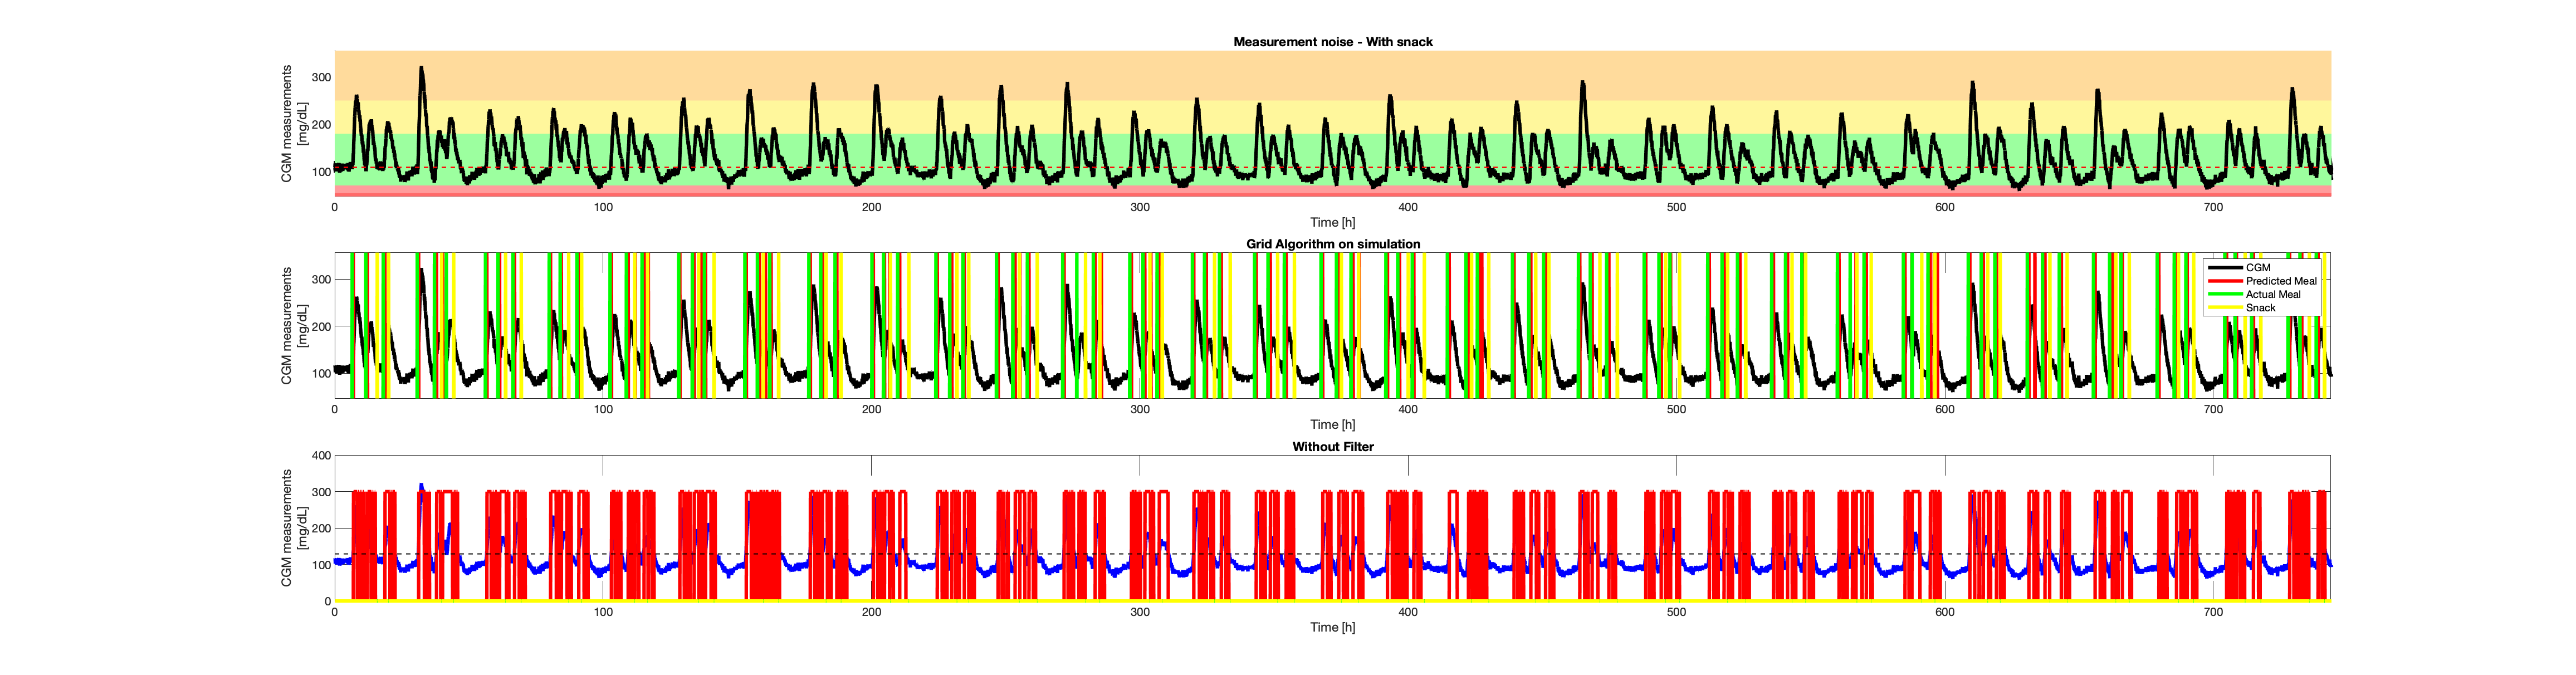 Measurement noise - With snack
CGM measurements
[mg/dL]
300
200
100
0 100 200 300 400 500 600 700
Time [h]
Grid Algorithm on simulation
CGM measurements
[mg/dL]
300
200
100
CGM
Predicted Meal
Actual Meal
Snack
0 100 200 300 400 500 600 700
Time [h]
Without Filter
CGM measurements
[mg/dL]
400
300
200
100
0
0 100 200 300 400 500 600 700
Time [h]